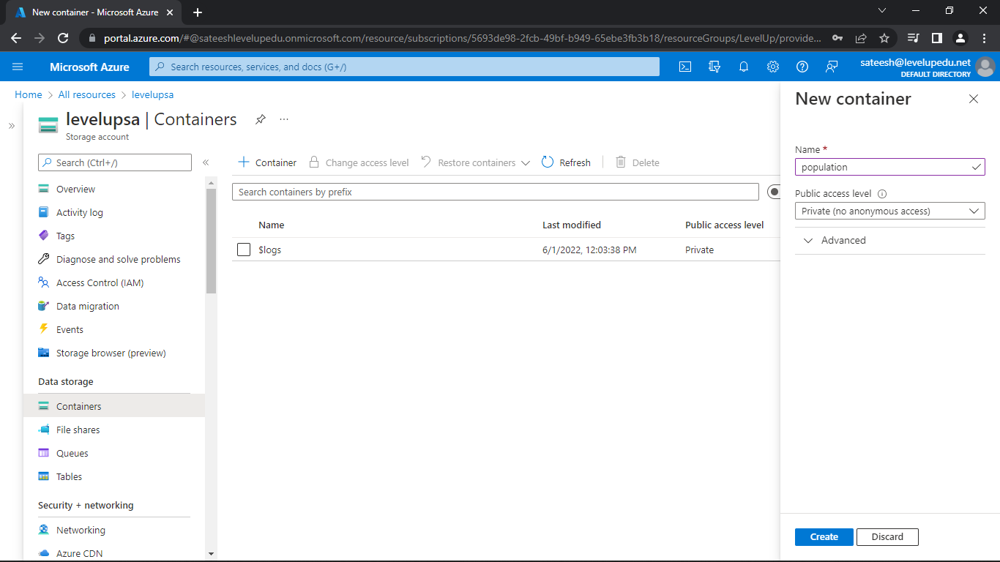 New container - Microsoft Azure
portal.azure.com/#@sateeshlevelupedu.onmicrosoft.com/resource/subscriptions/5693de98-2fcb-49bf-b949-65ebe3fb3b18/resourceGroups/LevelUp/provide...
Microsoft Azure
Search resources, services, and docs (G+/)
sateesh@levelupedu.net
DEFAULT DIRECTORY
Home > All resources > levelupsa
levelupsa | Containers
Storage account
Search (Ctrl+/)
Overview
Activity log
Tags
Diagnose and solve problems
Access Control (IAM)
Data migration
Events
Storage browser (preview)
Data storage
Containers
File shares
Queues
Tables
Security + networking
Networking
Azure CDN
Container
Change access level
Restore containers
Refresh
Delete
Search containers by prefix
Name Last modified Public access level
$logs 6/1/2022, 12:03:38 PM Private
New container
Name *
population
Public access level
Private (no anonymous access)
Advanced
Create
Discard